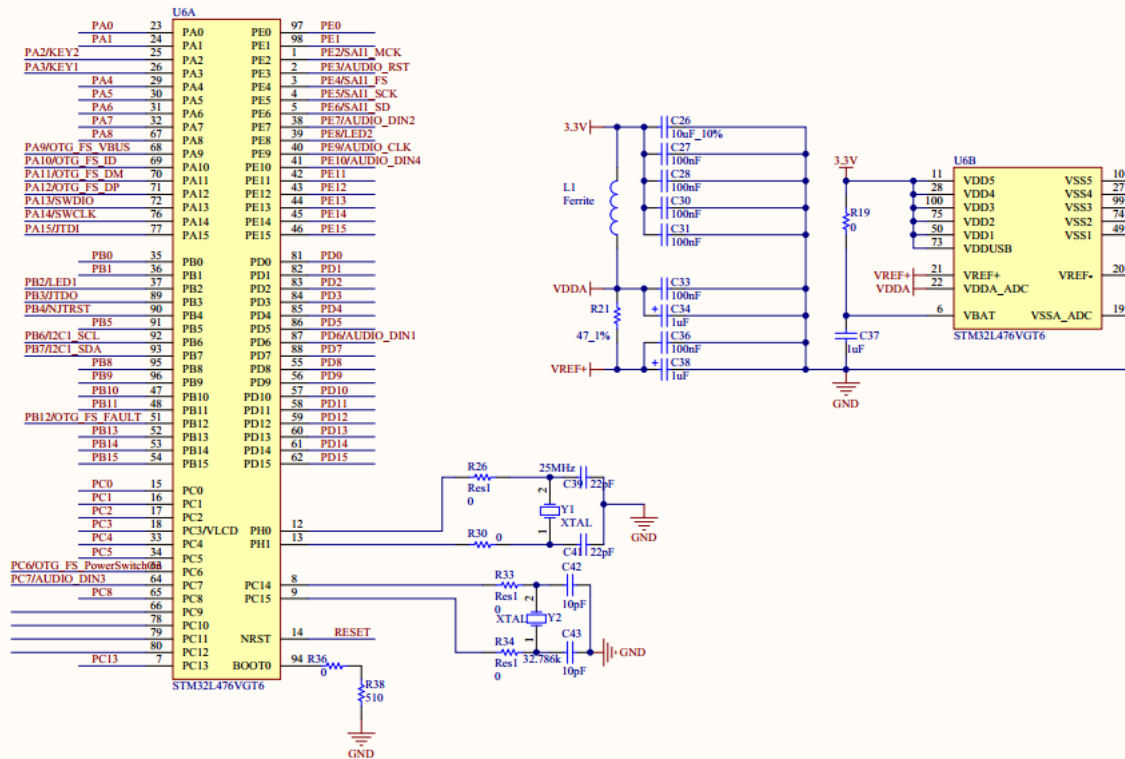 U6A
PA0 23 PA0 PE0 97 PE0
PA1 24 PA1 PE1 98 PE1
PA2/KEY2 25 PA2 PE2 1 PE2/SAI1_MCK
PA3/KEY1 26 PA3 PE3 2 PE3/AUDIO_RST
PA4 29 PA4 PE4 3 PE4/SAI1_FS
PA5 30 PA5 PE5 4 PE5/SAI1_SCK
PA6 31 PA6 PE6 5 PE6/SAI1_SD
PA7 32 PA7 PE7 38 PE7/AUDIO_DIN2
PA8 67 PA8 PE8 39 PE8/LED2
PA9/OTG_FS_VBUS 68 PA9 PE9 40 PE9/AUDIO_CLK
PA10/OTG_FS_ID 69 PA10 PE10 41 PE10/AUDIO_DIN4
PA11/OTG_FS_DM 70 PA11 PE11 42 PE11
PA12/OTG_FS_DP 71 PA12 PE12 43 PE12
PA13/SWDIO 72 PA13 PE13 44 PE13
PA14/SWCLK 76 PA14 PE14 45 PE14
PA15/JTDI 77 PA15 PE15 46 PE15
PB0 35 PB0 PD0 81 PD0
PB1 36 PB1 PD1 82 PD1
PB2/LED1 37 PB2 PD2 83 PD2
PB3/JTDO 89 PB3 PD3 84 PD3
PB4/NJTRST 90 PB4 PD4 85 PD4
PB5 91 PB5 PD5 86 PD5
PB6/I2C1_SCL 92 PB6 PD6 87 PD6/AUDIO_DIN1
PB7/I2C1_SDA 93 PB7 PD7 88 PD7
PB8 95 PB8 PD8 55 PD8
PB9 96 PB9 PD9 56 PD9
PB10 47 PB10 PD10 57 PD10
PB11 48 PB11 PD11 58 PD11
PB12/OTG_FS_FAULT 51 PB12 PD12 59 PD12
PB13 52 PB13 PD13 60 PD13
PB14 53 PB14 PD14 61 PD14
PB15 54 PB15 PD15 62 PD15
PC0 15 PC0
PC1 16 PC1
PC2 17 PC2
PC3 18 PC3/VLCD PH0 12
PC4 33 PC4 PH1 13
PC5 34 PC5
PC6/OTG_FS_PowerSwitchOn PC6
PC7/AUDIO_DIN3 64 PC7 PC14 8
PC8 65 PC8 PC15 9
66 PC9
78 PC10
79 PC11 NRST 14 RESET
80 PC12
PC13 7 PC13 BOOT0 94
STM32L476VGT6
R36
0
R38
510
GND
R26
Res1
0
25MHz
C39 22pF
2
Y1
XTAL
1
R30 0
C41 22pF
GND
R33
Res1
0
C42
10pF
2
XTAL Y2
1
R34
Res1
0
32.786k
C43
10pF
GND
3.3V
L1
Ferrite
C26
10uF_10%
C27
100nF
C28
100nF
C30
100nF
C31
100nF
VDDA
C33
100nF
R21
47_1%
+ C34
1uF
C36
100nF
VREF+
+ C38
1uF
3.3V
R19
0
C37
1uF
GND
U6B
11 VDD5 VSS5 10
28 VDD4 VSS4 27
100 VDD3 VSS3 99
75 VDD2 VSS2 74
50 VDD1 VSS1 49
73 VDDUSB
VREF+ 21 VREF+ VREF- 20
VDDA 22 VDDA_ADC
6 VBAT VSSA_ADC 19
STM32L476VGT6